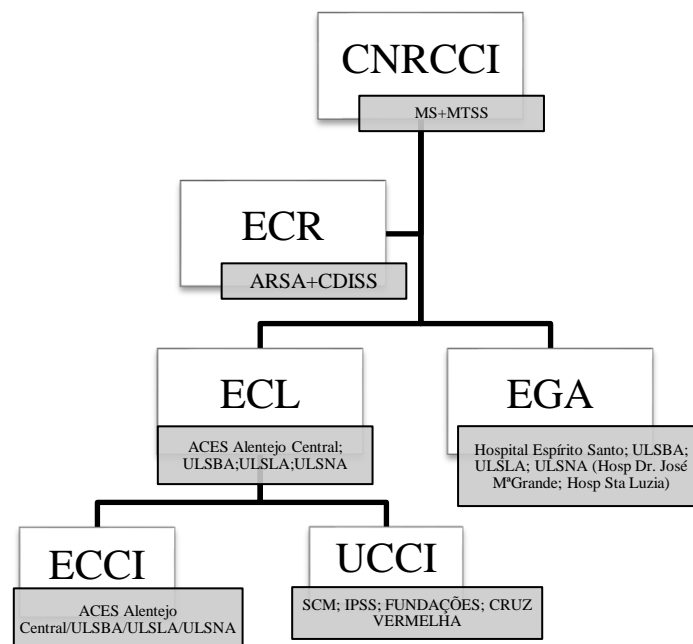 CNRCCI
MS+MTSS
ECR
ARSA+CDISS
ECL
ACES Alentejo Central;
ULSBA;ULSLA;ULSNA
EGA
Hospital Espírito Santo; ULSBA;
ULSLA; ULSNA (Hosp Dr. José
MªGrande; Hosp Sta Luzia)
ECCI
ACES Alentejo
Central/ULSBA/ULSLA/ULSNA
UCCI
SCM; IPSS; FUNDAÇÕES; CRUZ
VERMELHA